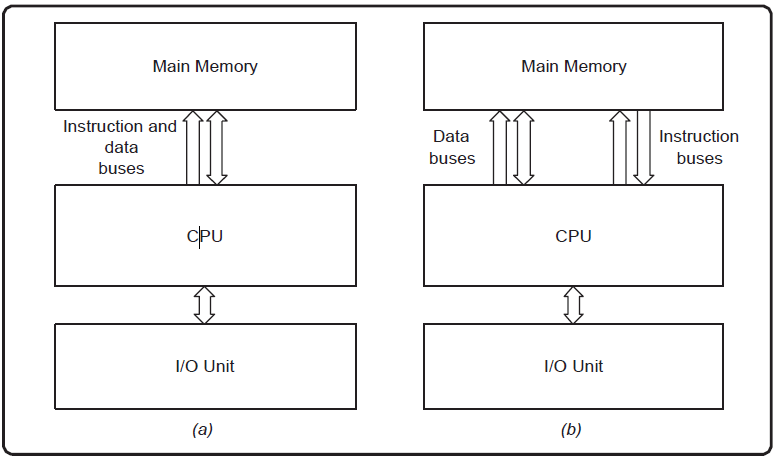 Main Memory
Instruction and
data
buses
CPU
I/O Unit
(a)
Main Memory
Data
buses
Instruction
buses
CPU
I/O Unit
(b)